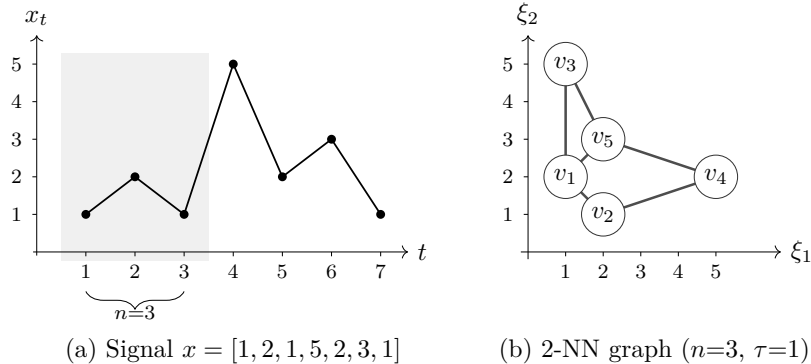 x_t
5
4
3
2
1
1 2 3 4 5 6 7
t
n=3
(a) Signal x = [1, 2, 1, 5, 2, 3, 1]
ξ_2
5
4
3
2
1
v_3
v_5
v_1
v_4
v_2
1 2 3 4 5
ξ_1
(b) 2-NN graph (n=3, τ=1)